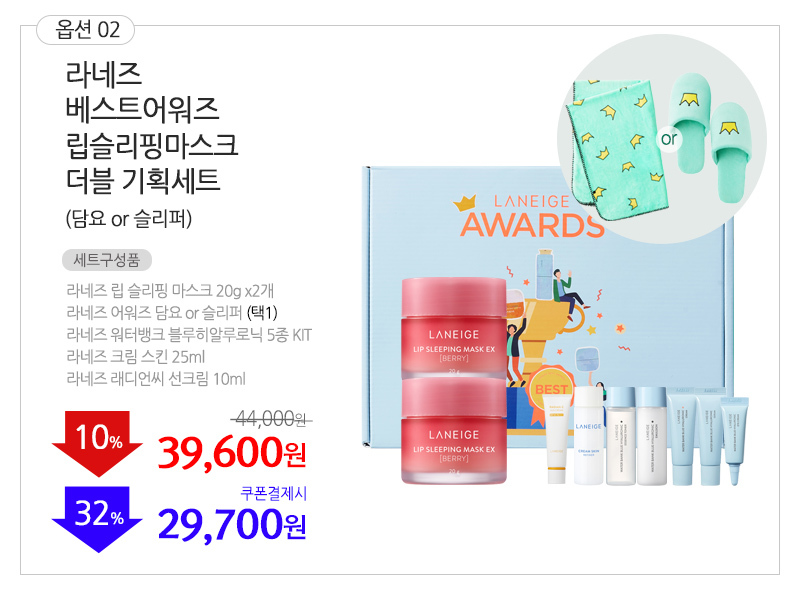 옵션 02
라네즈
베스트어워즈
립슬리핑마스크
더블 기획세트
(담요 or 슬리퍼)
세트구성품
라네즈 립 슬리핑 마스크 20g x2개
라네즈 어워즈 담요 or 슬리퍼 (택1)
라네즈 워터뱅크 블루히알루로닉 5종 KIT
라네즈 크림 스킨 25ml
라네즈 래디언씨 선크림 10ml
10%
44,000원
39,600원
32%
쿠폰결제시
29,700원
or
LANEIGE
AWARDS
BEST
LANEIGE
LIP SLEEPING MASK EX
[BERRY]
20 g
LANEIGE
LIP SLEEPING MASK EX
[BERRY]
20 g
LANEIGE
CREAM SKIN